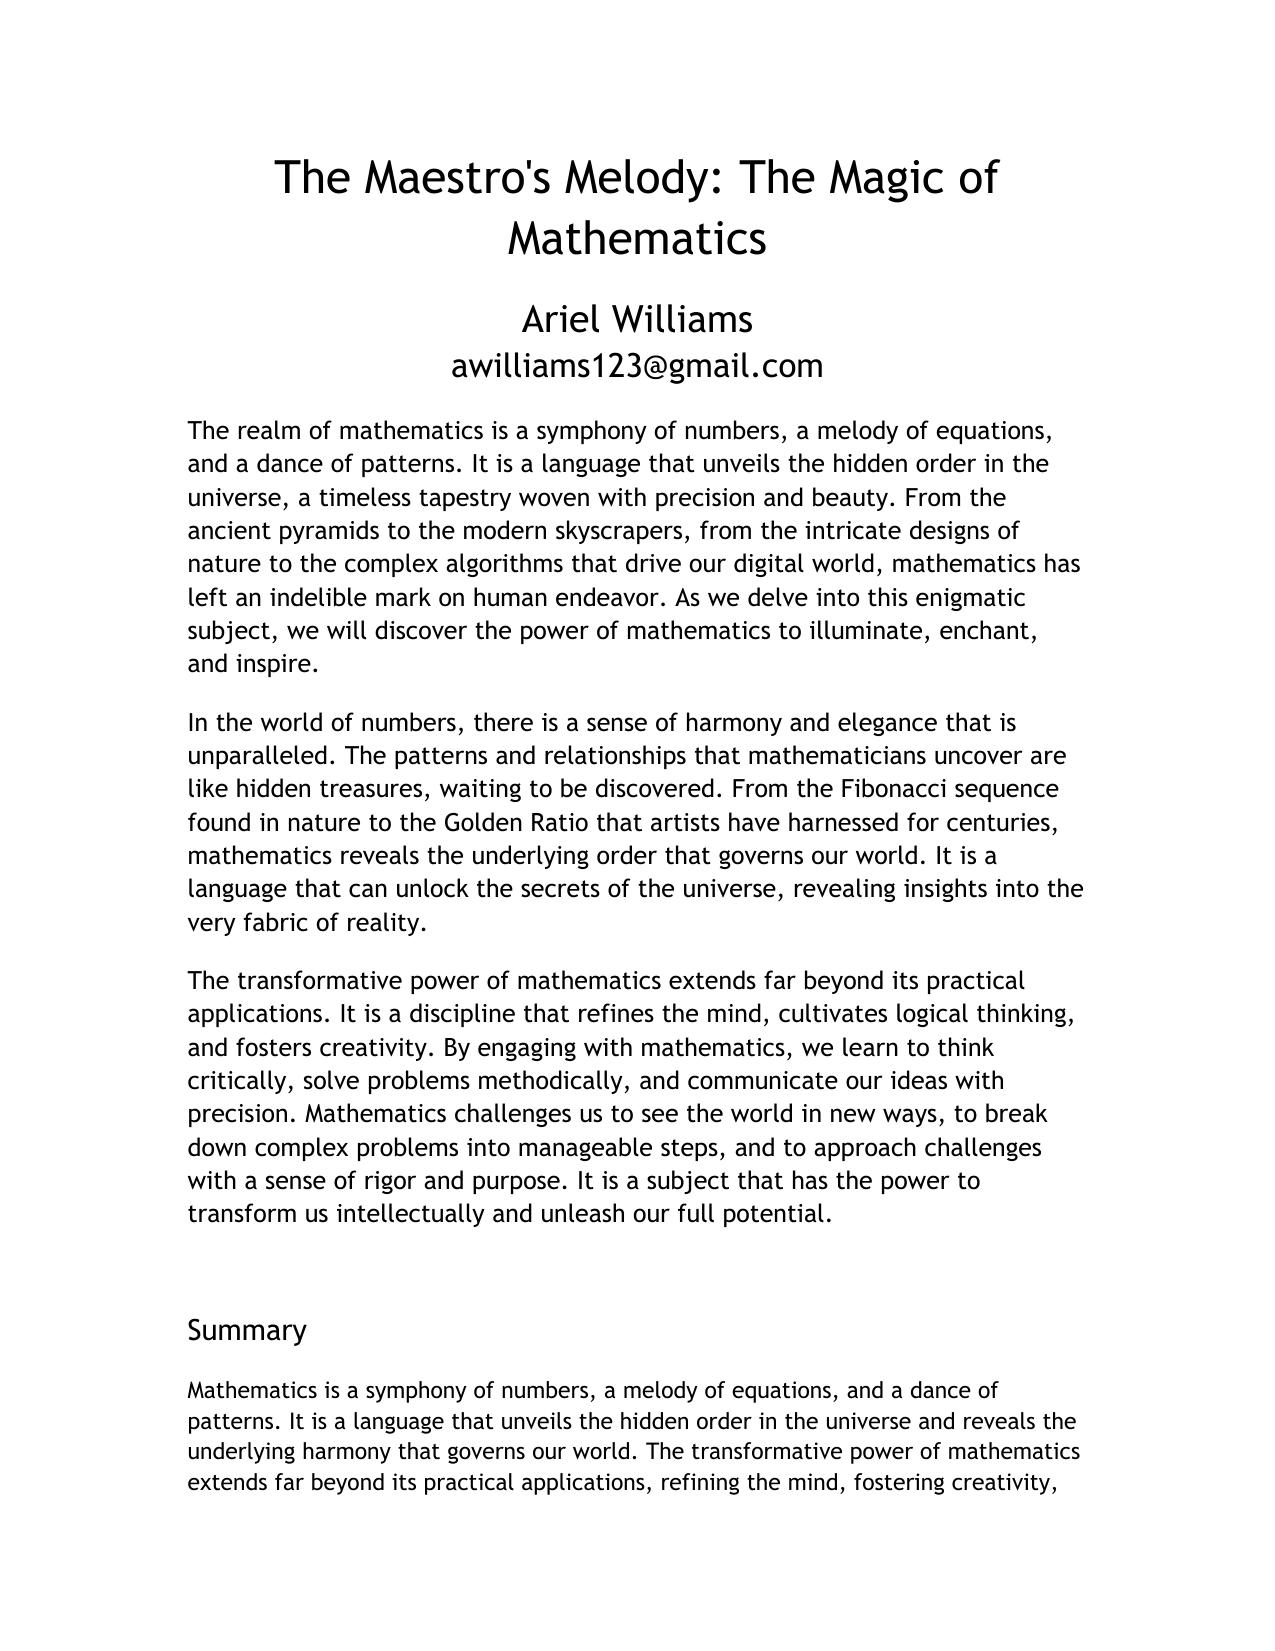 The Maestro's Melody: The Magic of
Mathematics
Ariel Williams
awilliams123@gmail.com
The realm of mathematics is a symphony of numbers, a melody of equations,
and a dance of patterns. It is a language that unveils the hidden order in the
universe, a timeless tapestry woven with precision and beauty. From the
ancient pyramids to the modern skyscrapers, from the intricate designs of
nature to the complex algorithms that drive our digital world, mathematics has
left an indelible mark on human endeavor. As we delve into this enigmatic
subject, we will discover the power of mathematics to illuminate, enchant,
and inspire.
In the world of numbers, there is a sense of harmony and elegance that is
unparalleled. The patterns and relationships that mathematicians uncover are
like hidden treasures, waiting to be discovered. From the Fibonacci sequence
found in nature to the Golden Ratio that artists have harnessed for centuries,
mathematics reveals the underlying order that governs our world. It is a
language that can unlock the secrets of the universe, revealing insights into the
very fabric of reality.
The transformative power of mathematics extends far beyond its practical
applications. It is a discipline that refines the mind, cultivates logical thinking,
and fosters creativity. By engaging with mathematics, we learn to think
critically, solve problems methodically, and communicate our ideas with
precision. Mathematics challenges us to see the world in new ways, to break
down complex problems into manageable steps, and to approach challenges
with a sense of rigor and purpose. It is a subject that has the power to
transform us intellectually and unleash our full potential.
Summary
Mathematics is a symphony of numbers, a melody of equations, and a dance of
patterns. It is a language that unveils the hidden order in the universe and reveals the
underlying harmony that governs our world. The transformative power of mathematics
extends far beyond its practical applications, refining the mind, fostering creativity,